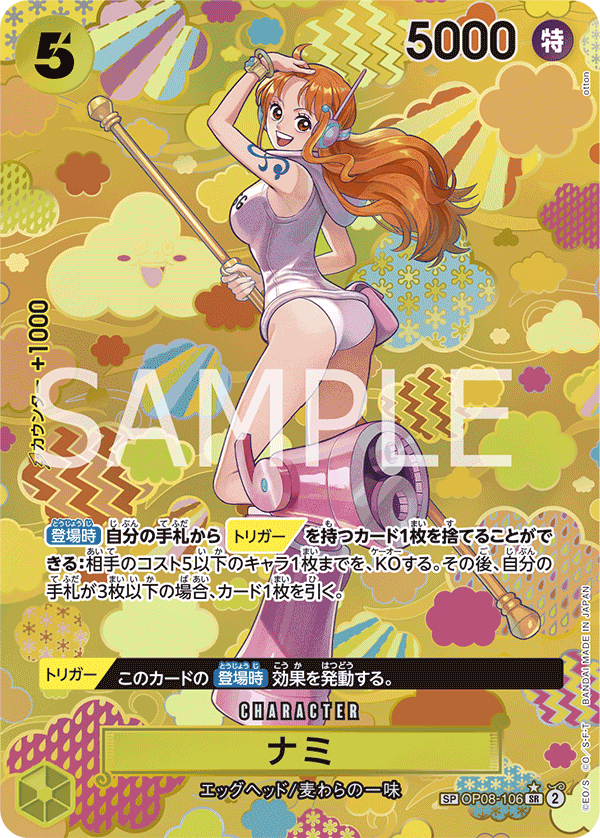 5
5000 特
otton
カウンター +1000
SAMPLE
登場時 自分の手札から トリガー を持つカード1枚を捨てることがで
きる：相手のコスト5以下のキャラ1枚までを、KOする。その後、自分の
手札が3枚以下の場合、カード1枚を引く。
トリガー このカードの 登場時 効果を発動する。
CHARACTER
ナミ
エッグヘッド/麦わらの一味
SP OP08-106 SR 2
©E O/S ©O/S・F・T BANDAI MADE IN JAPAN